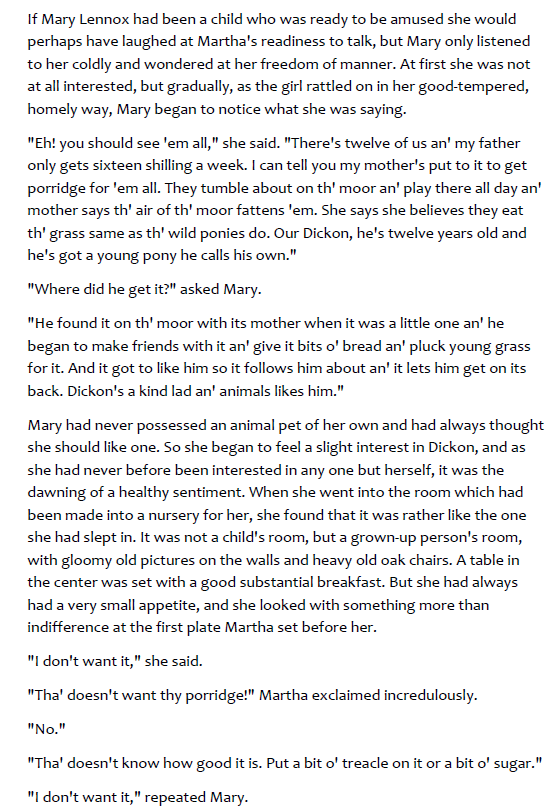 If Mary Lennox had been a child who was ready to be amused she would
perhaps have laughed at Martha's readiness to talk, but Mary only listened
to her coldly and wondered at her freedom of manner. At first she was not
at all interested, but gradually, as the girl rattled on in her good-tempered,
homely way, Mary began to notice what she was saying.
"Eh! you should see 'em all," she said. "There's twelve of us an' my father
only gets sixteen shilling a week. I can tell you my mother's put to it to get
porridge for 'em all. They tumble about on th' moor an' play there all day an'
mother says th' air of th' moor fattens 'em. She says she believes they eat
th' grass same as th' wild ponies do. Our Dickon, he's twelve years old and
he's got a young pony he calls his own."
"Where did he get it?" asked Mary.
"He found it on th' moor with its mother when it was a little one an' he
began to make friends with it an' give it bits o' bread an' pluck young grass
for it. And it got to like him so it follows him about an' it lets him get on its
back. Dickon's a kind lad an' animals likes him."
Mary had never possessed an animal pet of her own and had always thought
she should like one. So she began to feel a slight interest in Dickon, and as
she had never before been interested in any one but herself, it was the
dawning of a healthy sentiment. When she went into the room which had
been made into a nursery for her, she found that it was rather like the one
she had slept in. It was not a child's room, but a grown-up person's room,
with gloomy old pictures on the walls and heavy old oak chairs. A table in
the center was set with a good substantial breakfast. But she had always
had a very small appetite, and she looked with something more than
indifference at the first plate Martha set before her.
"I don't want it," she said.
"Tha' doesn't want thy porridge!" Martha exclaimed incredulously.
"No."
"Tha' doesn't know how good it is. Put a bit o' treacle on it or a bit o' sugar."
"I don't want it," repeated Mary.